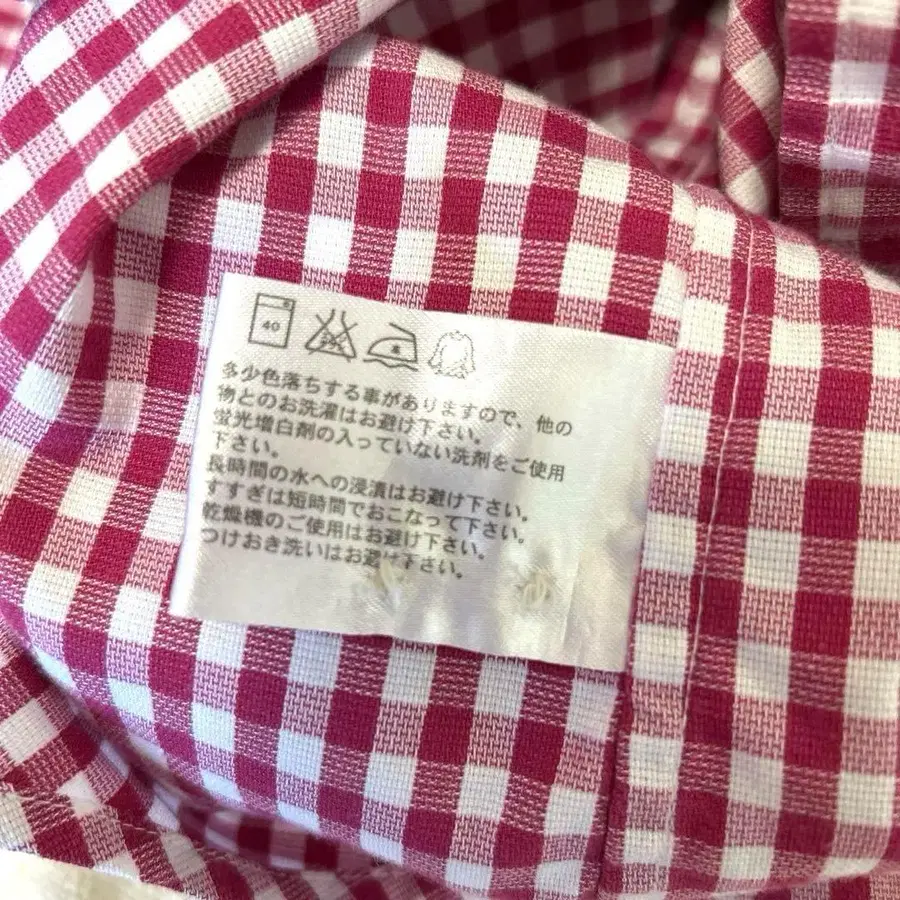 40
多少色落ちする事がありますので、他の
物とのお洗濯はお避け下さい。
蛍光増白剤の入っていない洗剤をご使用
下さい。
長時間の水への浸漬はお避け下さい。
すすぎは短時間でおこなって下さい。
乾燥機のご使用はお避け下さい。
つけおき洗いはお避け下さい。